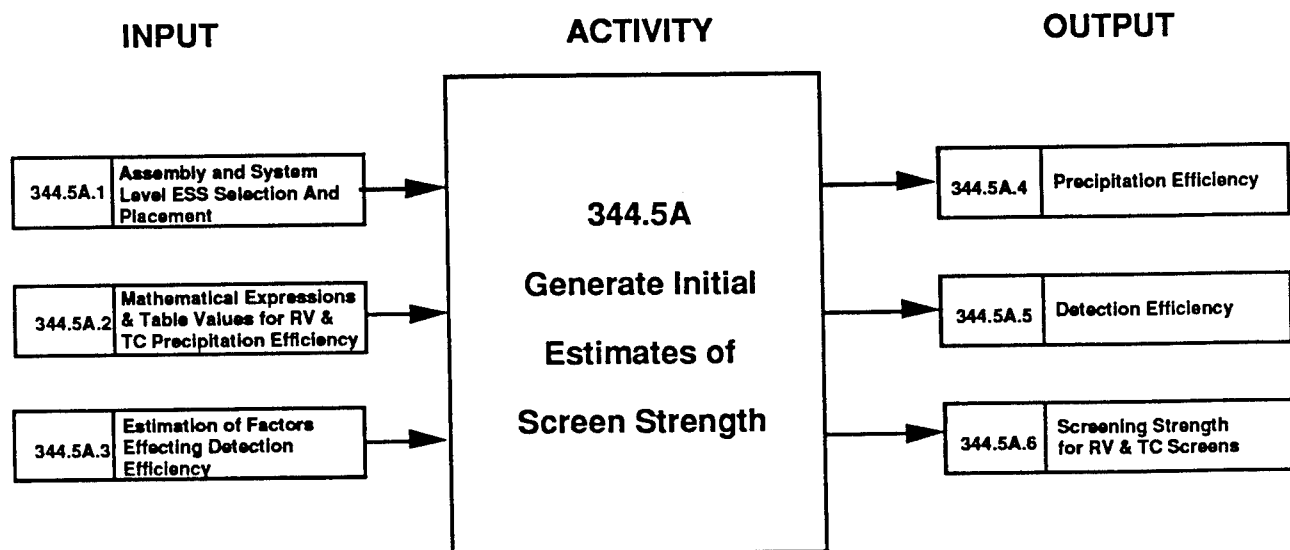 INPUT
ACTIVITY
OUTPUT
344.5A.1
Assembly and System
Level ESS Selection And
Placement
344.5A.2
Mathematical Expressions
& Table Values for RV &
TC Precipitation Efficiency
344.5A.3
Estimation of Factors
Effecting Detection
Efficiency
344.5A
Generate Initial
Estimates of
Screen Strength
344.5A.4
Precipitation Efficiency
344.5A.5
Detection Efficiency
344.5A.6
Screening Strength
for RV & TC Screens